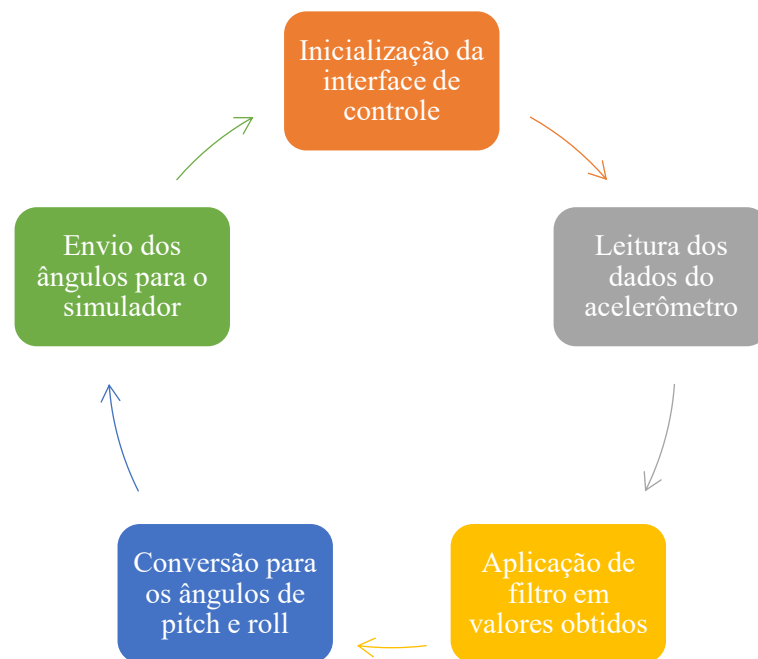 Inicialização da
interface de
controle
Leitura dos
dados do
acelerômetro
Aplicação de
filtro em
valores obtidos
Conversão para
os ângulos de
pitch e roll
Envio dos
ângulos para o
simulador